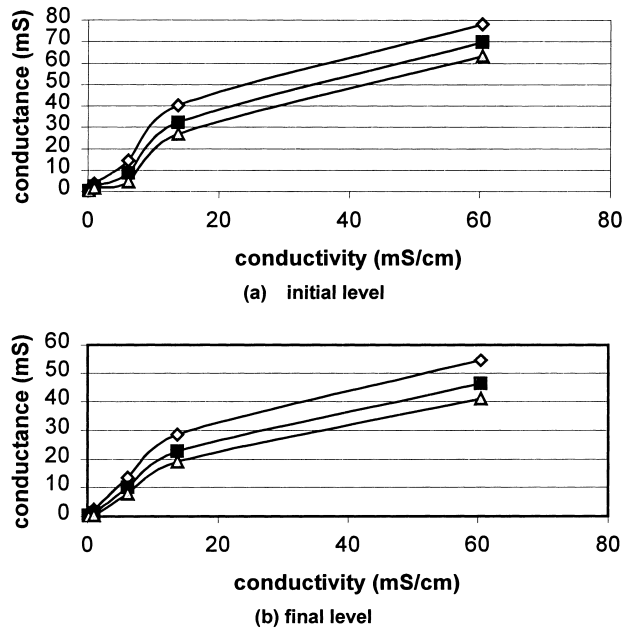 conductance (mS)
80
70
60
50
40
30
20
10
0
0 20 40 60 80
conductivity (mS/cm)
(a) initial level
conductance (mS)
60
50
40
30
20
10
0
0 20 40 60 80
conductivity (mS/cm)
(b) final level